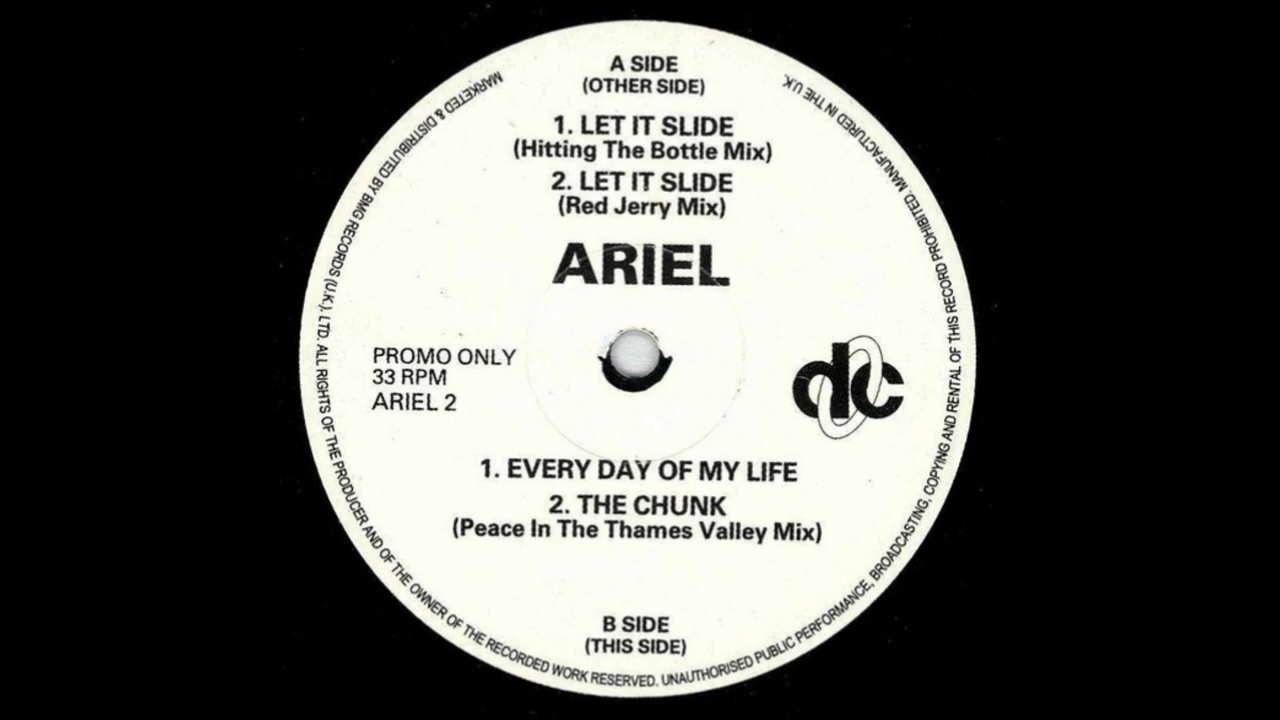 A SIDE
(OTHER SIDE)
1. LET IT SLIDE
(Hitting The Bottle Mix)
2. LET IT SLIDE
(Red Jerry Mix)
ARIEL
PROMO ONLY
33 RPM
ARIEL 2
dc
1. EVERY DAY OF MY LIFE
2. THE CHUNK
(Peace In The Thames Valley Mix)
B SIDE
(THIS SIDE)
MARKETED & DISTRIBUTED BY BMG RECORDS (U.K.). LTD. ALL RIGHTS OF THE PRODUCER AND OF THE OWNER OF THE RECORDED WORK RESERVED. UNAUTHORISED PUBLIC PERFORMANCE, BROADCASTING, COPYING AND RENTAL OF THIS RECORD PROHIBITED. MANUFACTURED IN THE U.K.